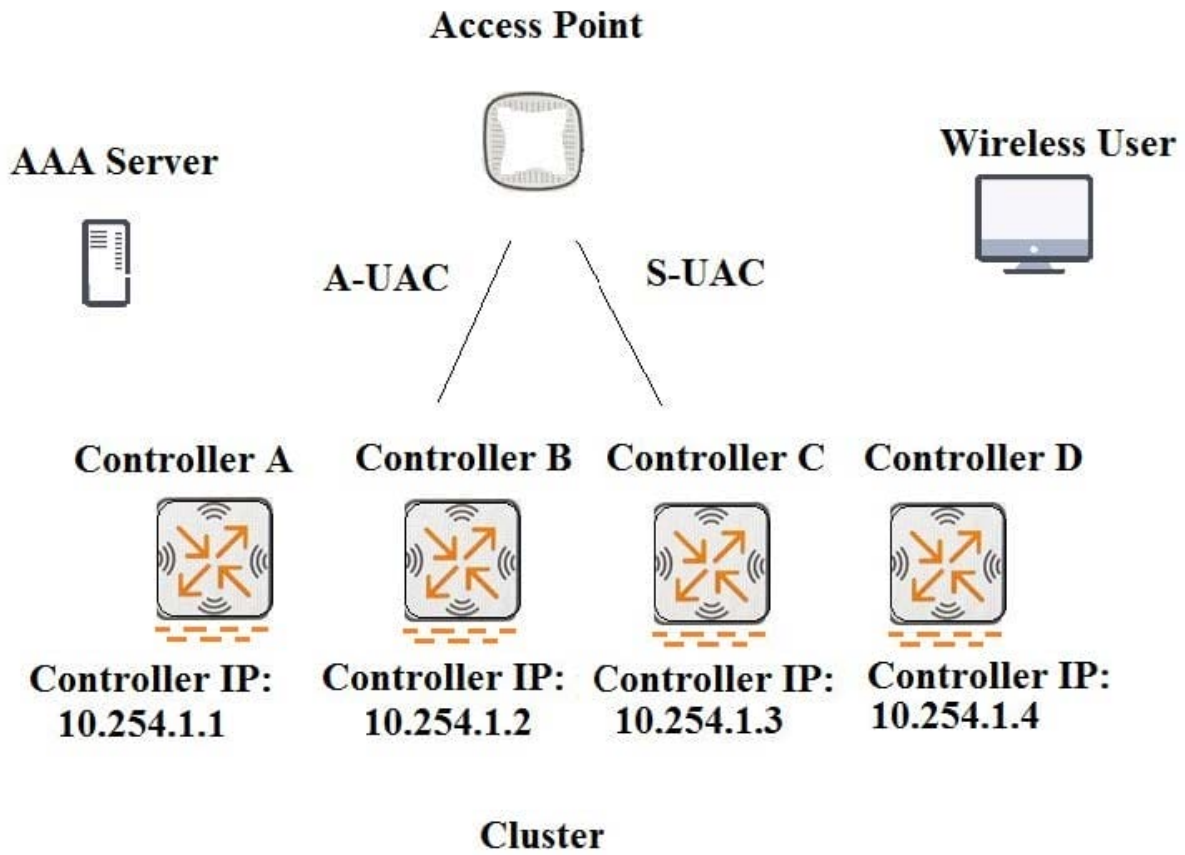 Access Point
AAA Server
Wireless User
A-UAC
S-UAC
Controller A
Controller B
Controller C
Controller D
Controller IP:
10.254.1.1
Controller IP:
10.254.1.2
Controller IP:
10.254.1.3
Controller IP:
10.254.1.4
Cluster